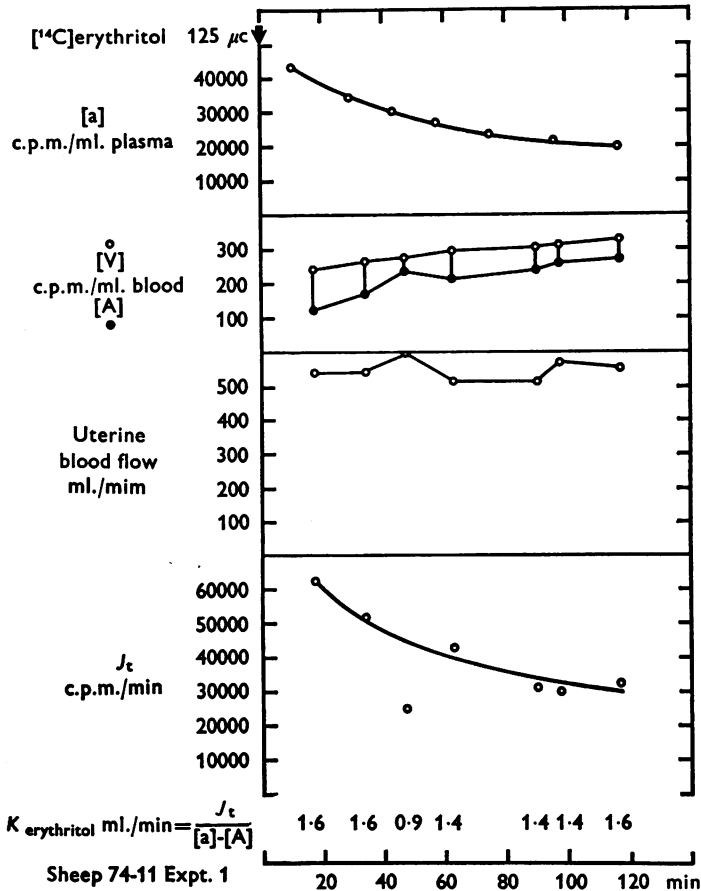 [¹⁴C]erythritol 125 μc
40000
30000
20000
10000
[a]
c.p.m./ml. plasma
[V]
c.p.m./ml. blood
[A]
300
200
100
Uterine
blood flow
ml./mim
500
400
300
200
100
Jt
c.p.m./min
60000
50000
40000
30000
20000
10000
K erythritol ml./min = Jt / [a]-[A]
1·6 1·6 0·9 1·4 1·4 1·4 1·6
Sheep 74-11 Expt. 1
20 40 60 80 100 120 min